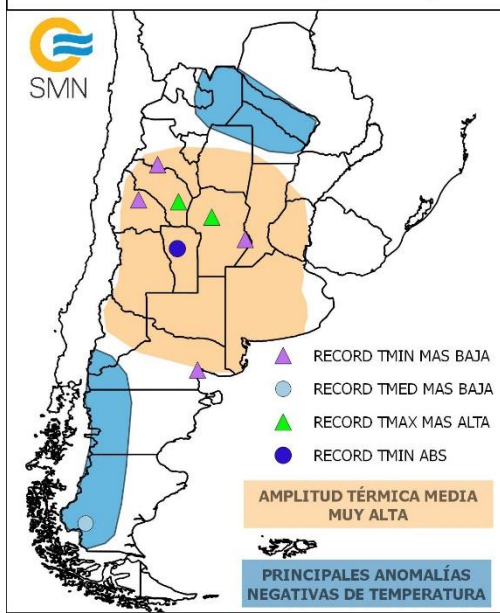 SMN
RECORD TMIN MAS BAJA
RECORD TMED MAS BAJA
RECORD TMAX MAS ALTA
RECORD TMIN ABS
AMPLITUD TÉRMICA MEDIA
MUY ALTA
PRINCIPALES ANOMALÍAS
NEGATIVAS DE TEMPERATURA